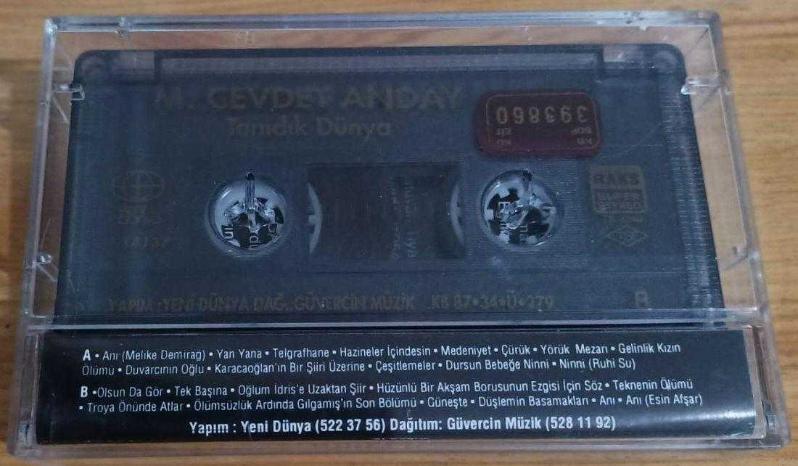 M. CEVDET ANDAY
Tanıdık Dünya
393860
RAKS
YAPIM :YENİ DÜNYA DAĞ.:GÜVERCİN MÜZİK KB 87•34•Ü•279 B
A • Anı (Melike Demirağ) • Yan Yana • Telgrafhane • Hazineler İçindesin • Medeniyet • Çürük • Yörük Mezarı • Gelinlik Kızın
Ölümü • Duvarcının Oğlu • Karacaoğlan'ın Bir Şiiri Üzerine • Çeşitlemeler • Dursun Bebeğe Ninni • Ninni (Ruhi Su)
B •Olsun Da Gör • Tek Başına • Oğlum İdris'e Uzaktan Şiir • Hüzünlü Bir Akşam Borusunun Ezgisi İçin Söz • Teknenin Ölümü
• Troya Önünde Atlar • Ölümsüzlük Ardında Gılgamış'ın Son Bölümü • Güneşte • Düşlemin Basamakları • Anı • Anı (Esin Afşar)
Yapım : Yeni Dünya (522 37 56) Dağıtım: Güvercin Müzik (528 11 92)